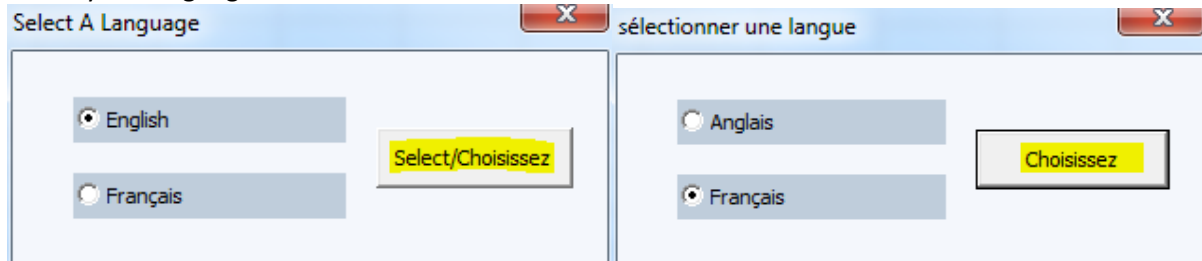 Select A Language
English
Select/Choisissez
Français
sélectionner une langue
Anglais
Choisissez
Français